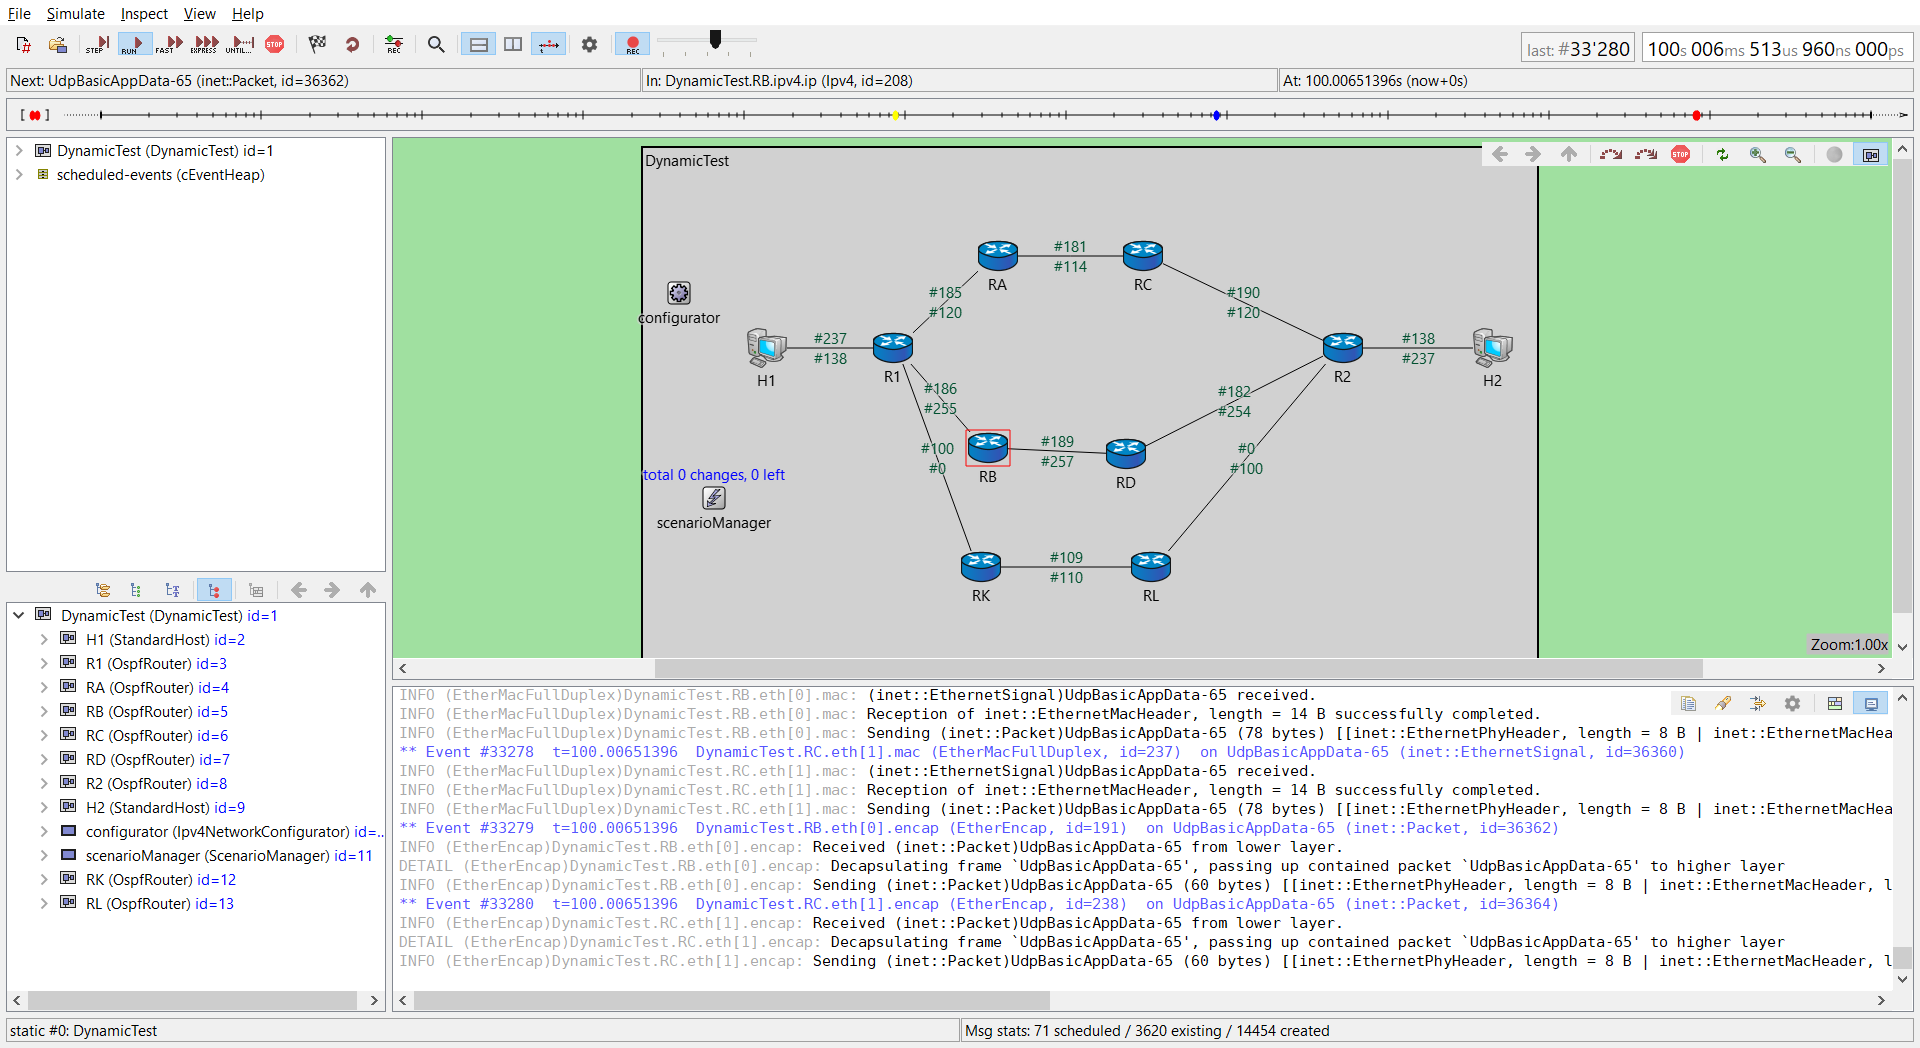 File Simulate Inspect View Help
STEP RUN FAST EXPRESS UNTIL... STOP REC REC
last: #33'280
100s 006ms 513us 960ns 000ps
Next: UdpBasicAppData-65 (inet::Packet, id=36362)
In: DynamicTest.RB.ipv4.ip (Ipv4, id=208)
At: 100.00651396s (now+0s)
DynamicTest (DynamicTest) id=1
scheduled-events (cEventHeap)
DynamicTest
STOP
#181
#114
RA
RC
#185
#120
#190
#120
configurator
#237
#138
#138
#237
H1
R1
R2
H2
#186
#255
#182
#254
#100
#0
#189
#257
#0
#100
RB
RD
total 0 changes, 0 left
scenarioManager
#109
#110
RK
RL
Zoom:1.00x
DynamicTest (DynamicTest) id=1
H1 (StandardHost) id=2
R1 (OspfRouter) id=3
RA (OspfRouter) id=4
RB (OspfRouter) id=5
RC (OspfRouter) id=6
RD (OspfRouter) id=7
R2 (OspfRouter) id=8
H2 (StandardHost) id=9
configurator (Ipv4NetworkConfigurator) id=...
scenarioManager (ScenarioManager) id=11
RK (OspfRouter) id=12
RL (OspfRouter) id=13
INFO (EtherMacFullDuplex)DynamicTest.RB.eth[0].mac: (inet::EthernetSignal)UdpBasicAppData-65 received.
INFO (EtherMacFullDuplex)DynamicTest.RB.eth[0].mac: Reception of inet::EthernetMacHeader, length = 14 B successfully completed.
INFO (EtherMacFullDuplex)DynamicTest.RB.eth[0].mac: Sending (inet::Packet)UdpBasicAppData-65 (78 bytes) [[inet::EthernetPhyHeader, length = 8 B | inet::EthernetMacHea
** Event #33278 t=100.00651396 DynamicTest.RC.eth[1].mac (EtherMacFullDuplex, id=237) on UdpBasicAppData-65 (inet::EthernetSignal, id=36360)
INFO (EtherMacFullDuplex)DynamicTest.RC.eth[1].mac: (inet::EthernetSignal)UdpBasicAppData-65 received.
INFO (EtherMacFullDuplex)DynamicTest.RC.eth[1].mac: Reception of inet::EthernetMacHeader, length = 14 B successfully completed.
INFO (EtherMacFullDuplex)DynamicTest.RC.eth[1].mac: Sending (inet::Packet)UdpBasicAppData-65 (78 bytes) [[inet::EthernetPhyHeader, length = 8 B | inet::EthernetMacHea
** Event #33279 t=100.00651396 DynamicTest.RB.eth[0].encap (EtherEncap, id=191) on UdpBasicAppData-65 (inet::Packet, id=36362)
INFO (EtherEncap)DynamicTest.RB.eth[0].encap: Received (inet::Packet)UdpBasicAppData-65 from lower layer.
DETAIL (EtherEncap)DynamicTest.RB.eth[0].encap: Decapsulating frame `UdpBasicAppData-65', passing up contained packet `UdpBasicAppData-65' to higher layer
INFO (EtherEncap)DynamicTest.RB.eth[0].encap: Sending (inet::Packet)UdpBasicAppData-65 (60 bytes) [[inet::EthernetPhyHeader, length = 8 B | inet::EthernetMacHeader, l
** Event #33280 t=100.00651396 DynamicTest.RC.eth[1].encap (EtherEncap, id=238) on UdpBasicAppData-65 (inet::Packet, id=36364)
INFO (EtherEncap)DynamicTest.RC.eth[1].encap: Received (inet::Packet)UdpBasicAppData-65 from lower layer.
DETAIL (EtherEncap)DynamicTest.RC.eth[1].encap: Decapsulating frame `UdpBasicAppData-65', passing up contained packet `UdpBasicAppData-65' to higher layer
INFO (EtherEncap)DynamicTest.RC.eth[1].encap: Sending (inet::Packet)UdpBasicAppData-65 (60 bytes) [[inet::EthernetPhyHeader, length = 8 B | inet::EthernetMacHeader, l
static #0: DynamicTest
Msg stats: 71 scheduled / 3620 existing / 14454 created